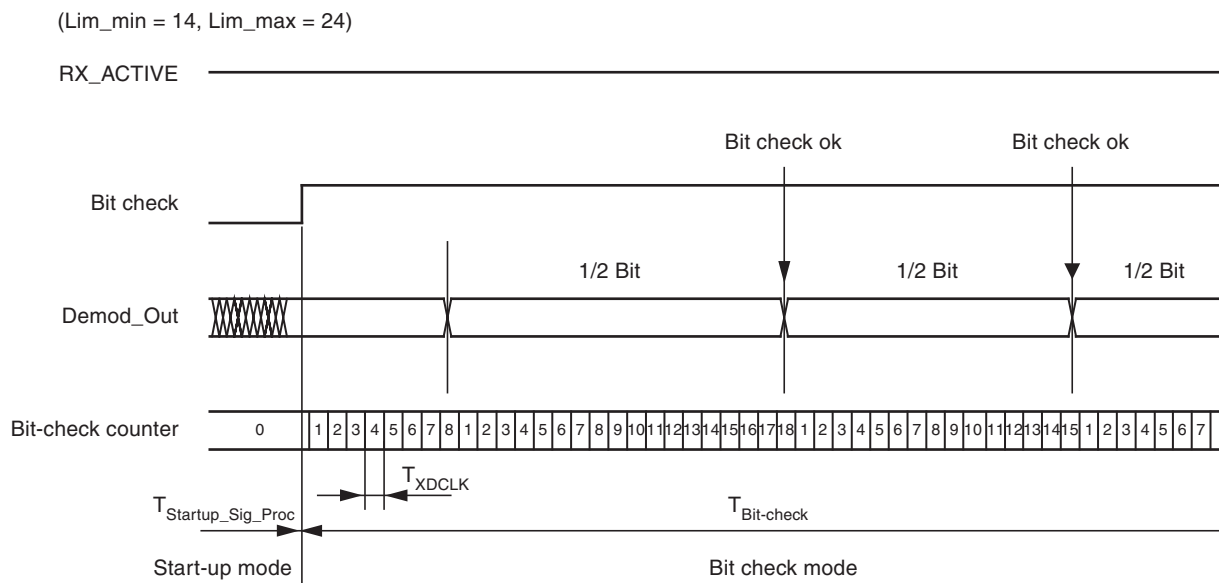 (Lim_min = 14, Lim_max = 24)
RX_ACTIVE
Bit check ok Bit check ok
Bit check
1/2 Bit 1/2 Bit 1/2 Bit
Demod_Out
Bit-check counter 0 1 2 3 4 5 6 7 8 1 2 3 4 5 6 7 8 9 10 11 12 13 14 15 16 17 18 1 2 3 4 5 6 7 8 9 10 11 12 13 14 15 1 2 3 4 5 6 7
T_XDCLK
T_Startup_Sig_Proc T_Bit-check
Start-up mode Bit check mode